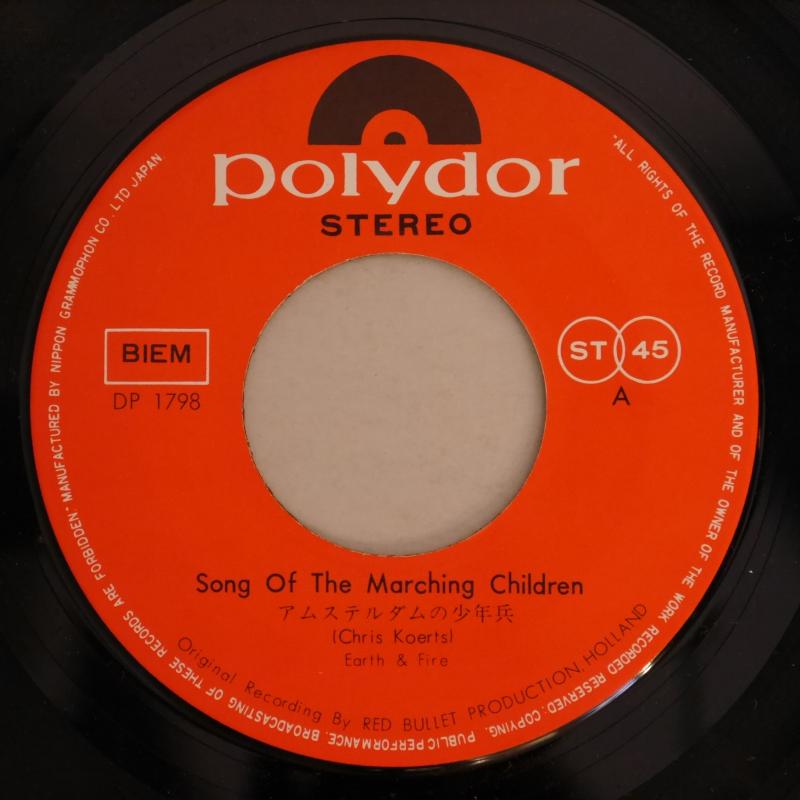 polydor
STEREO
BIEM
DP 1798
ST 45
A
Song Of The Marching Children
アムステルダムの少年兵
(Chris Koerts)
Earth & Fire
Original Recording By RED BULLET PRODUCTION, HOLLAND
·ALL RIGHTS OF THE RECORD MANUFACTURER AND OF THE OWNER OF THE WORK RECORDED RESERVED. COPYING. PUBLIC PERFORMANCE. BROADCASTING OF THESE RECORDS ARE FORBIDDEN· MANUFACTURED BY NIPPON GRAMMOPHON CO. LTD JAPAN